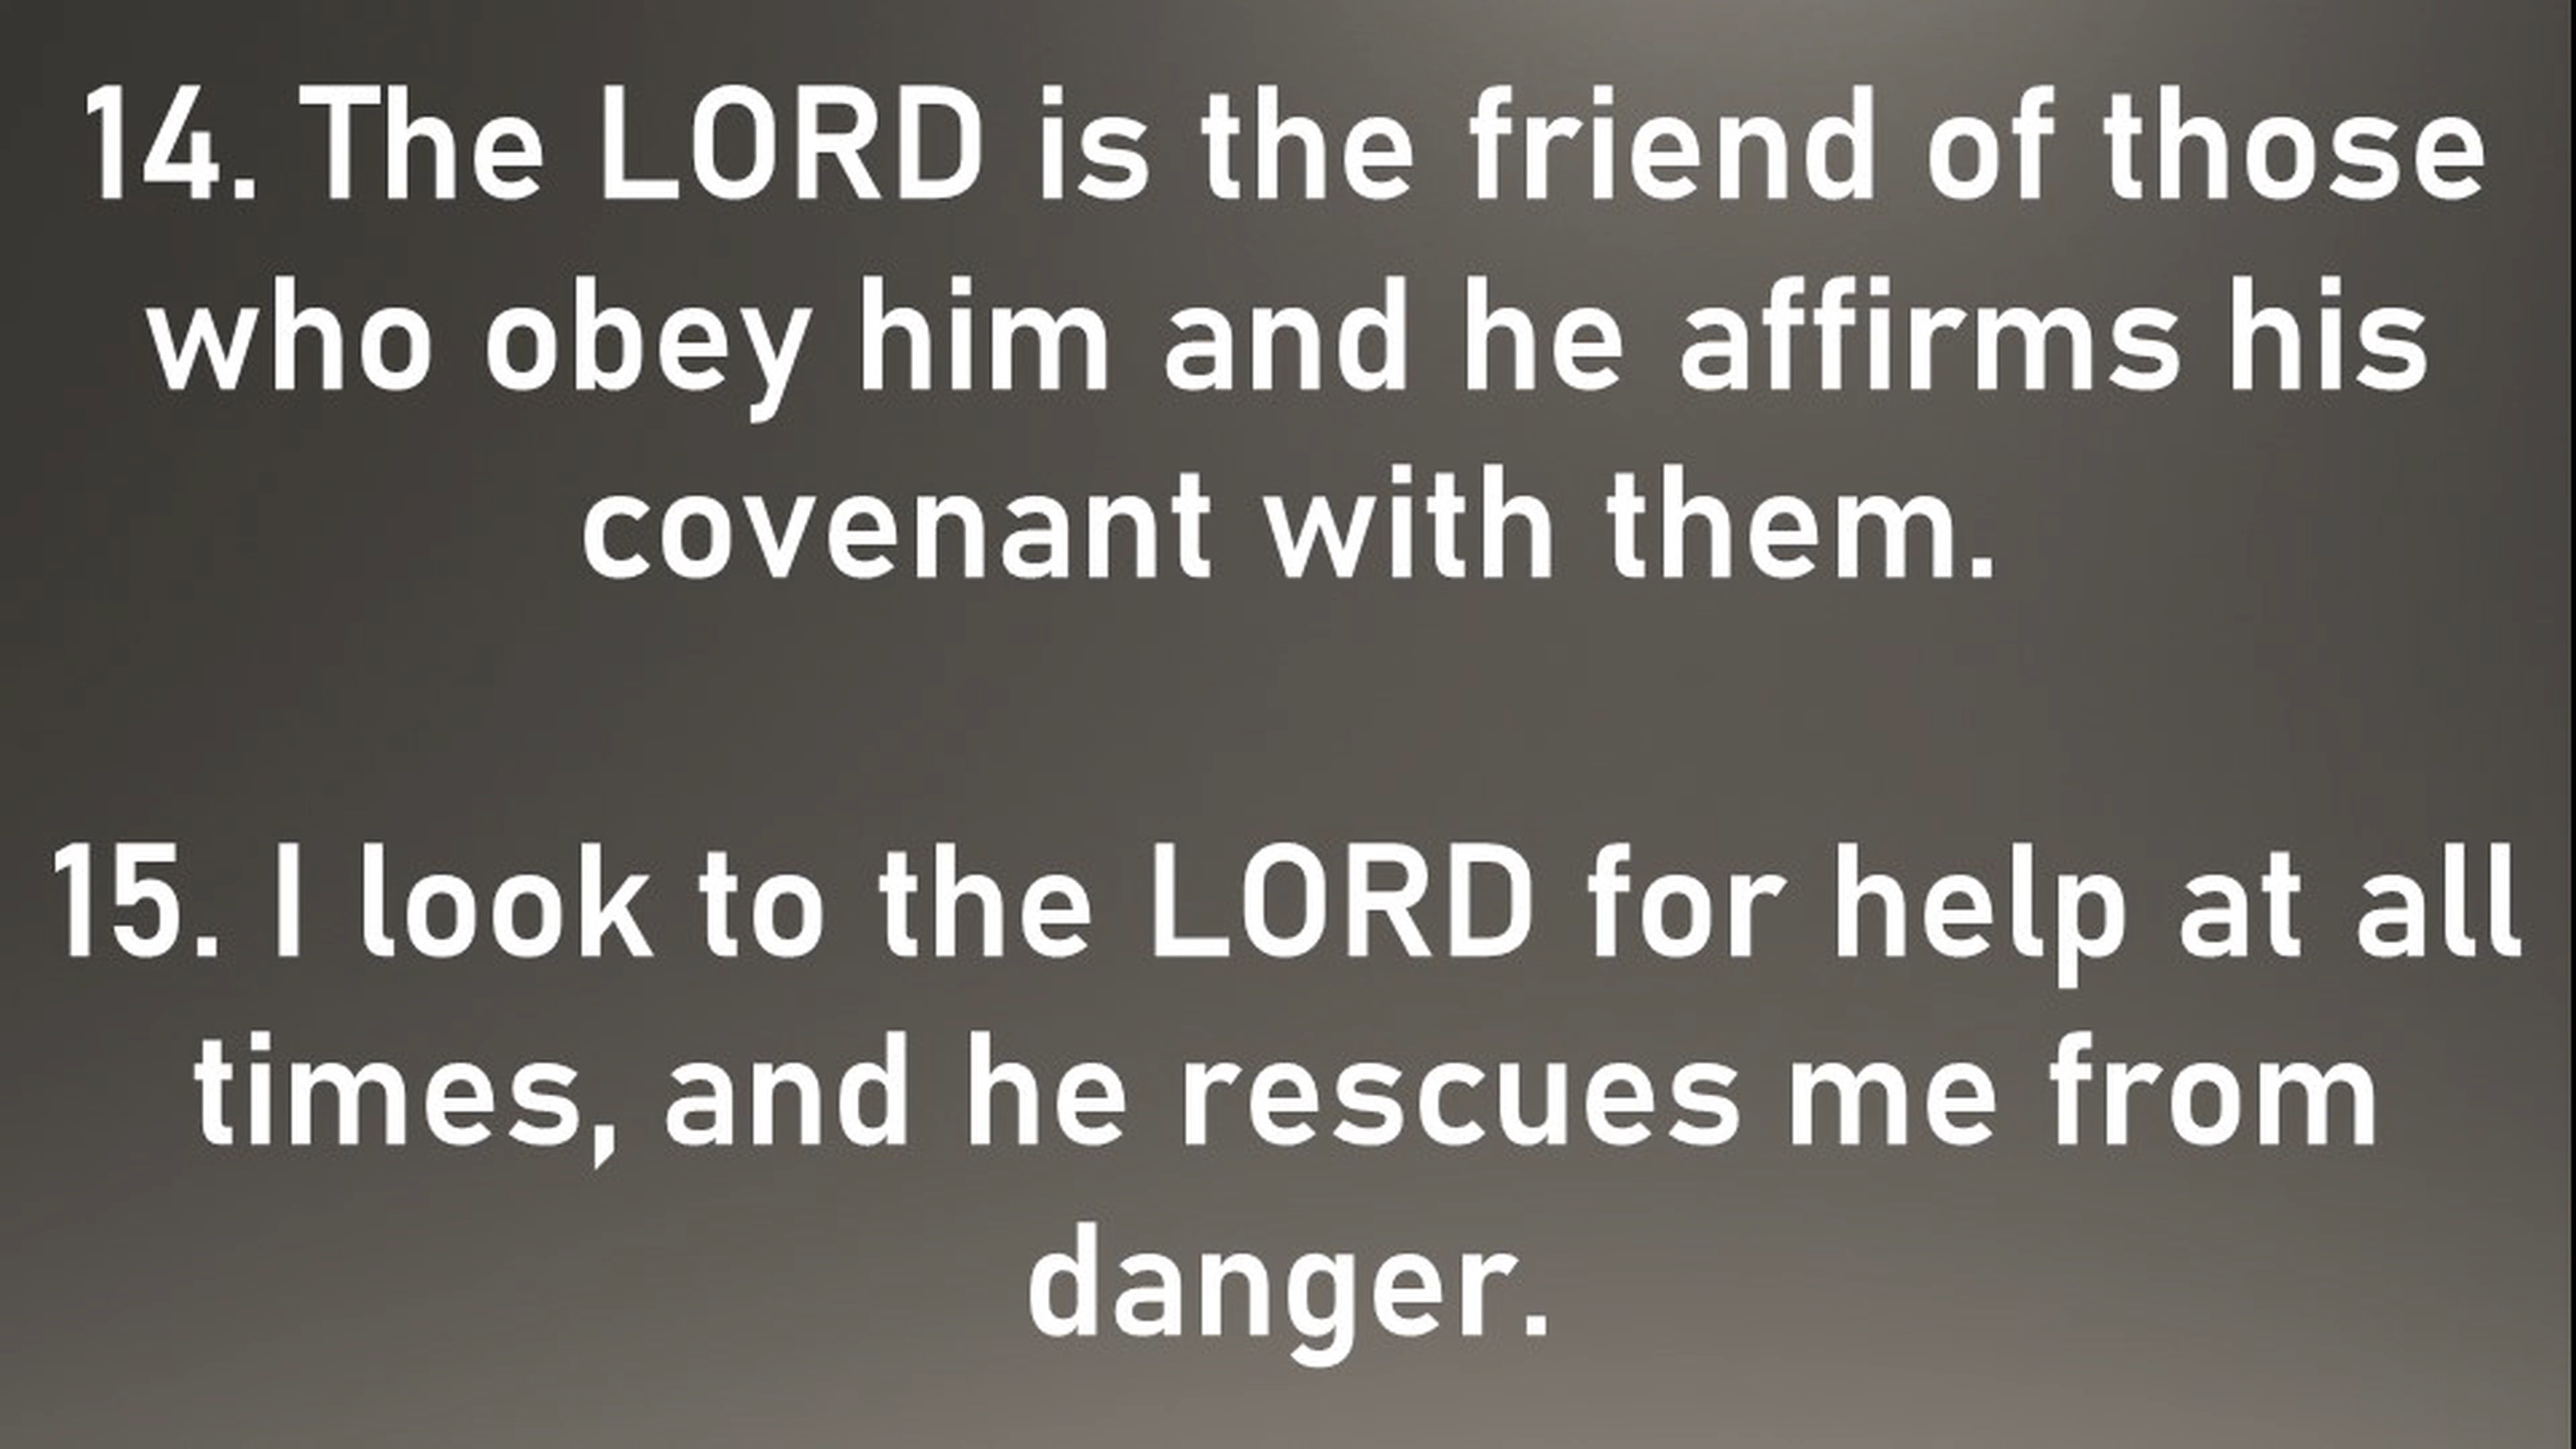 14. The LORD is the friend of those
who obey him and he affirms his
covenant with them.
15. I look to the LORD for help at all
times, and he rescues me from
danger.